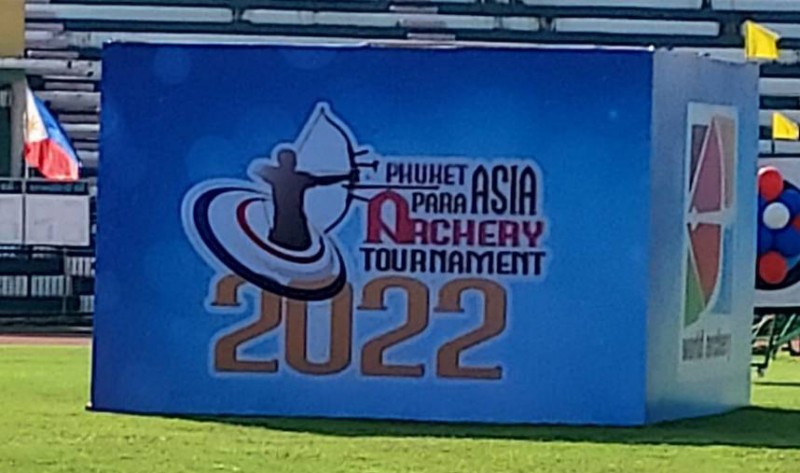 PHUKET
PARA ASIA
ARCHERY
TOURNAMENT
2022
world archery